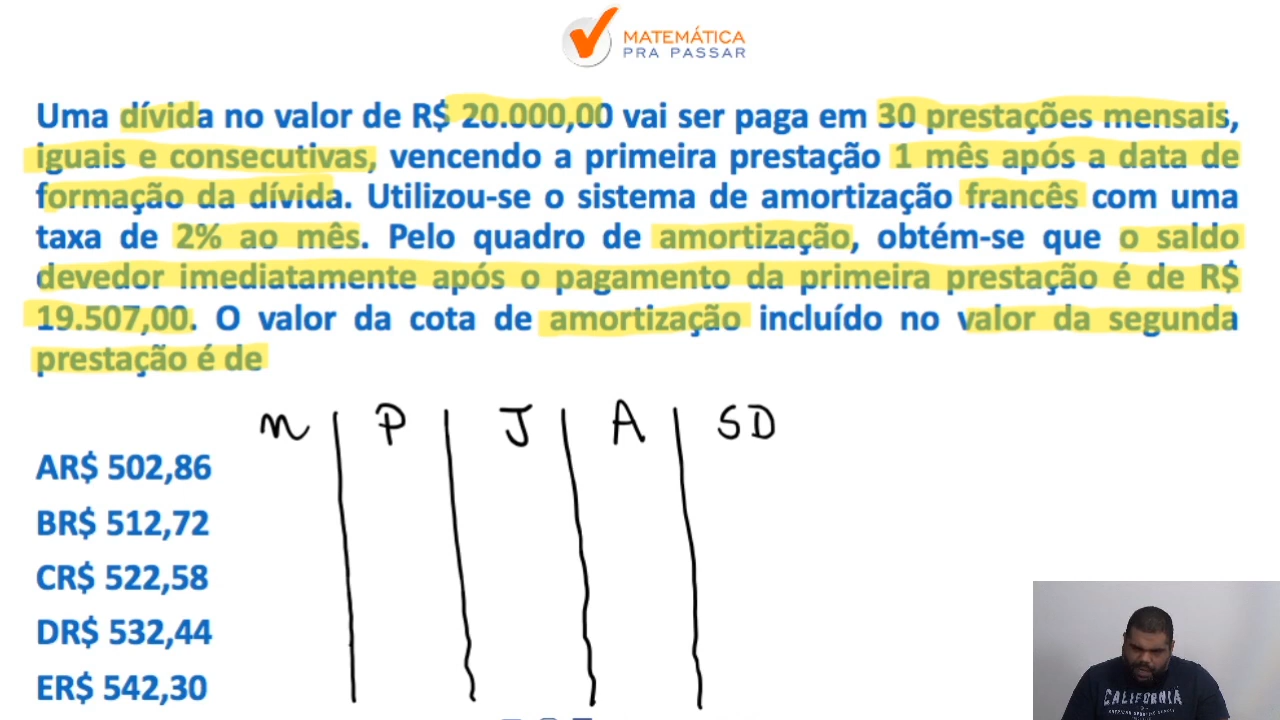 MATEMÁTICA
PRA PASSAR
Uma dívida no valor de R$ 20.000,00 vai ser paga em 30 prestações mensais,
iguais e consecutivas, vencendo a primeira prestação 1 mês após a data de
formação da dívida. Utilizou-se o sistema de amortização francês com uma
taxa de 2% ao mês. Pelo quadro de amortização, obtém-se que o saldo
devedor imediatamente após o pagamento da primeira prestação é de R$
19.507,00. O valor da cota de amortização incluído no valor da segunda
prestação é de
n P J A SD
AR$ 502,86
BR$ 512,72
CR$ 522,58
DR$ 532,44
ER$ 542,30
CALIFORNIA